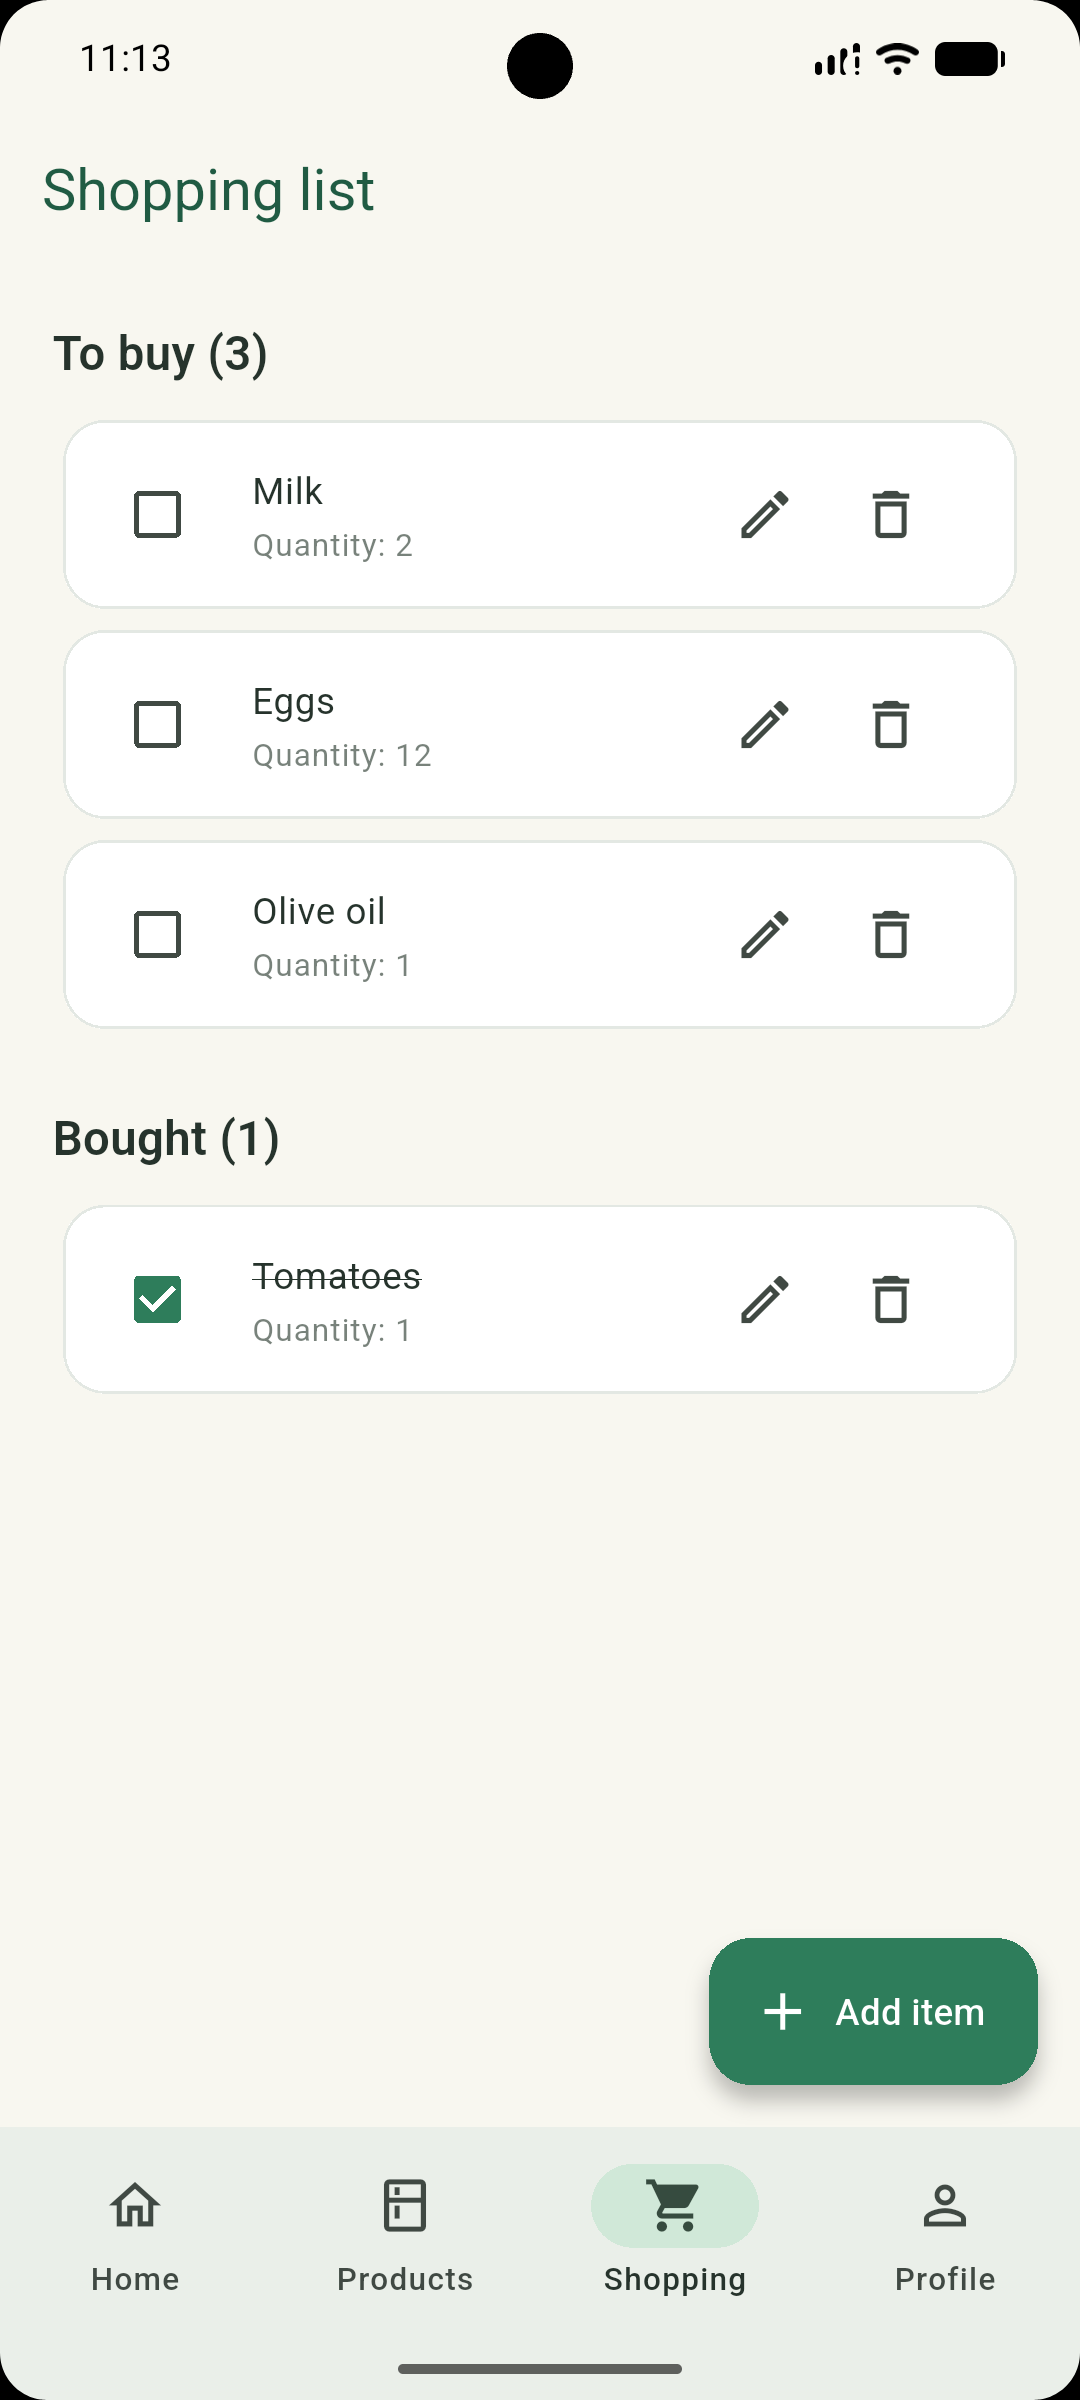 11:13
Shopping list
To buy (3)
Milk
Quantity: 2
Eggs
Quantity: 12
Olive oil
Quantity: 1
Bought (1)
Tomatoes
Quantity: 1
Add item
Home
Products
Shopping
Profile